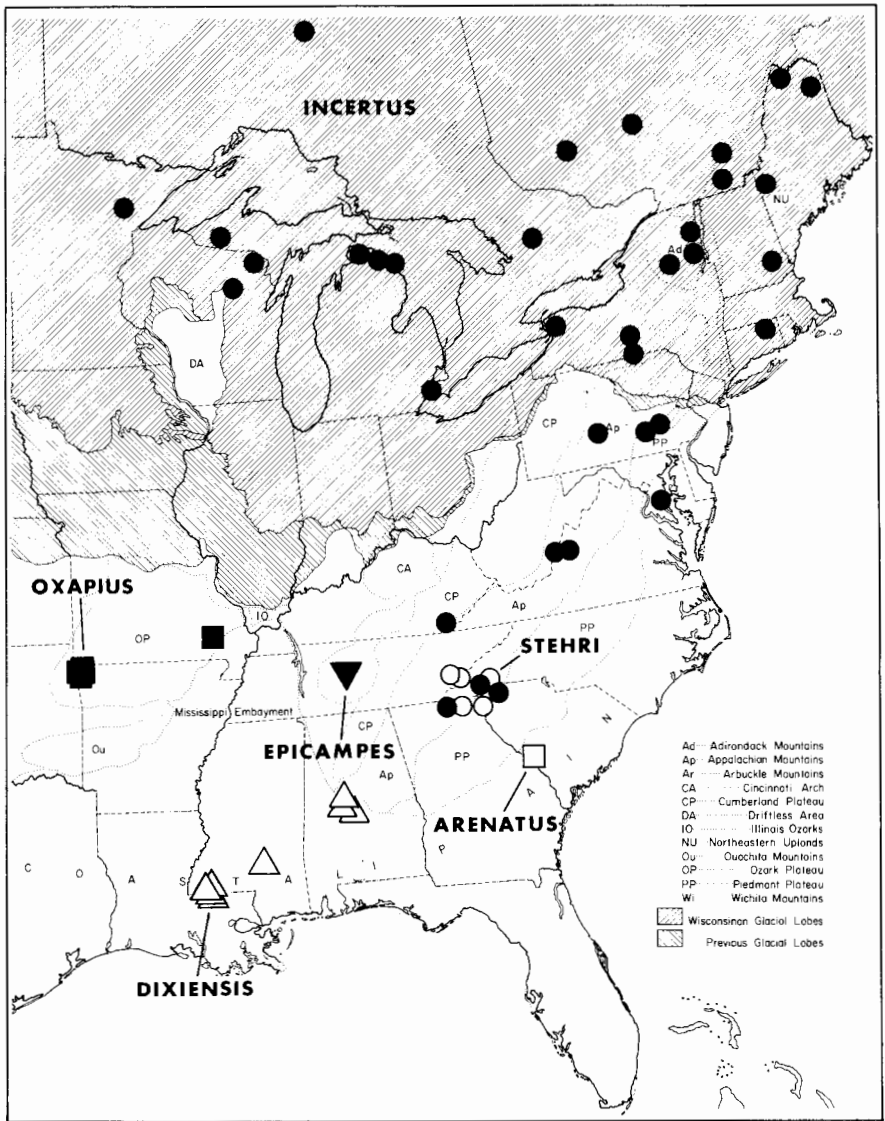 INCERTUS
NU
Ad
DA
CP
Ap
PP
OXAPIUS
CA
CP
IO
OP
Ap
PP
STEHRI
Mississippi Embayment
CP
EPICAMPES
Ou
Ap
PP
ARENATUS
C O A S T A L P L A I N
DIXIENSIS
Ad Adirondack Mountains
Ap Appalachian Mountains
Ar Arbuckle Mountains
CA Cincinnati Arch
CP Cumberland Plateau
DA Driftless Area
IO Illinois Ozarks
NU Northeastern Uplands
Ou Ouachita Mountains
OP Ozark Plateau
PP Piedmont Plateau
Wi Wichita Mountains
Wisconsinan Glacial Lobes
Previous Glacial Lobes